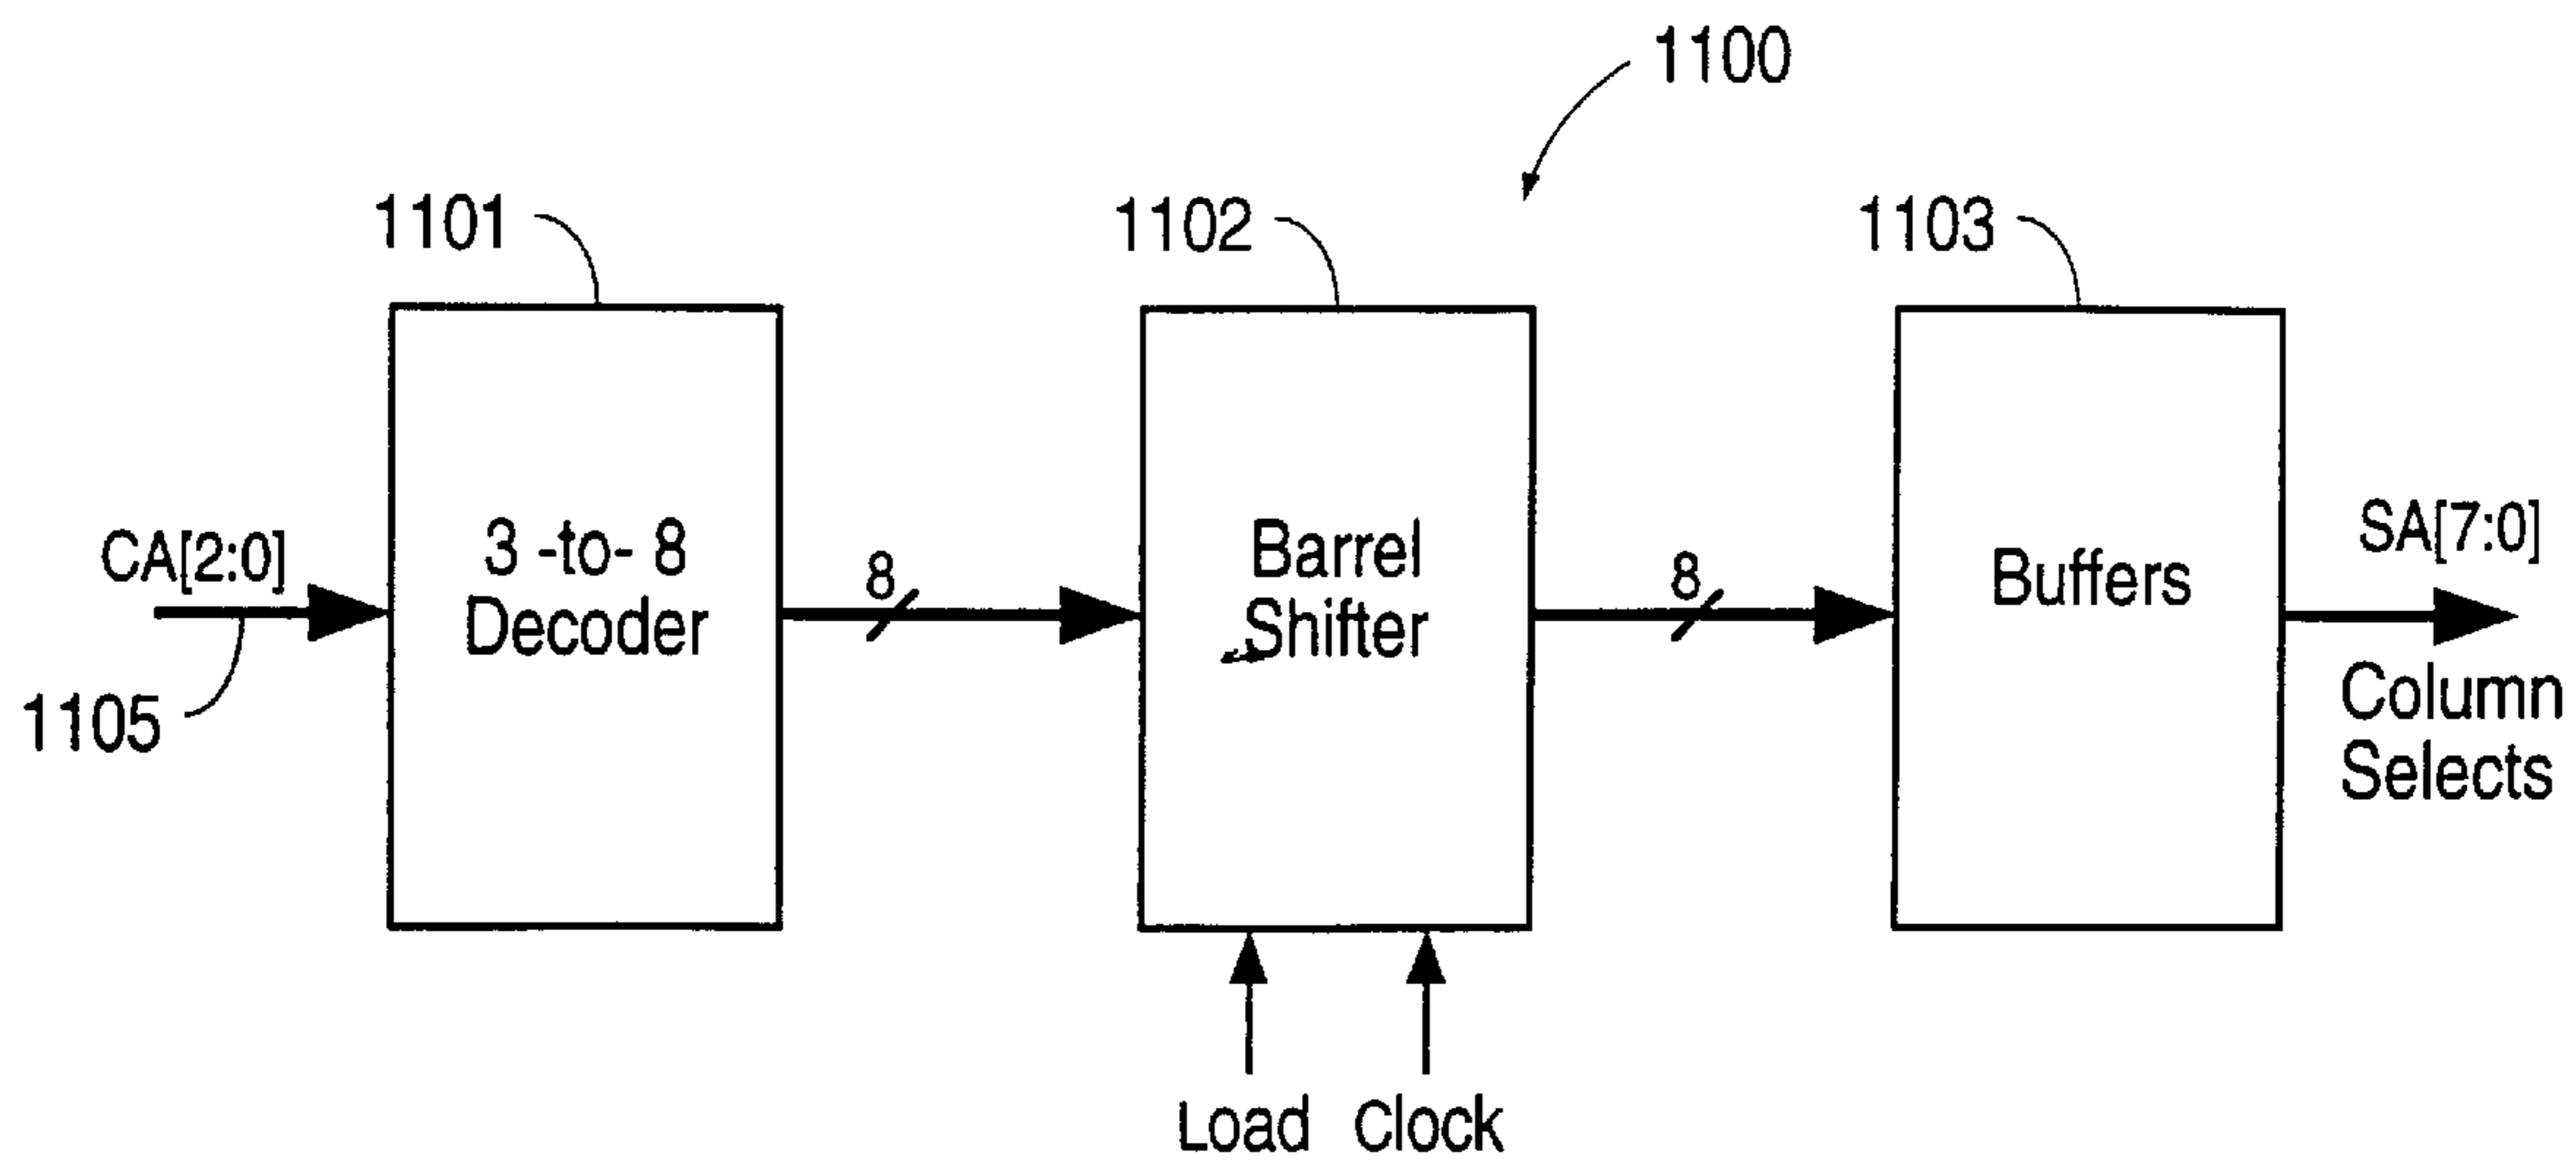 1100
1101
1102
1103
CA[2:0]
3 -to- 8
Decoder
8
Barrel
Shifter
8
Buffers
SA[7:0]
Column
Selects
1105
Load
Clock